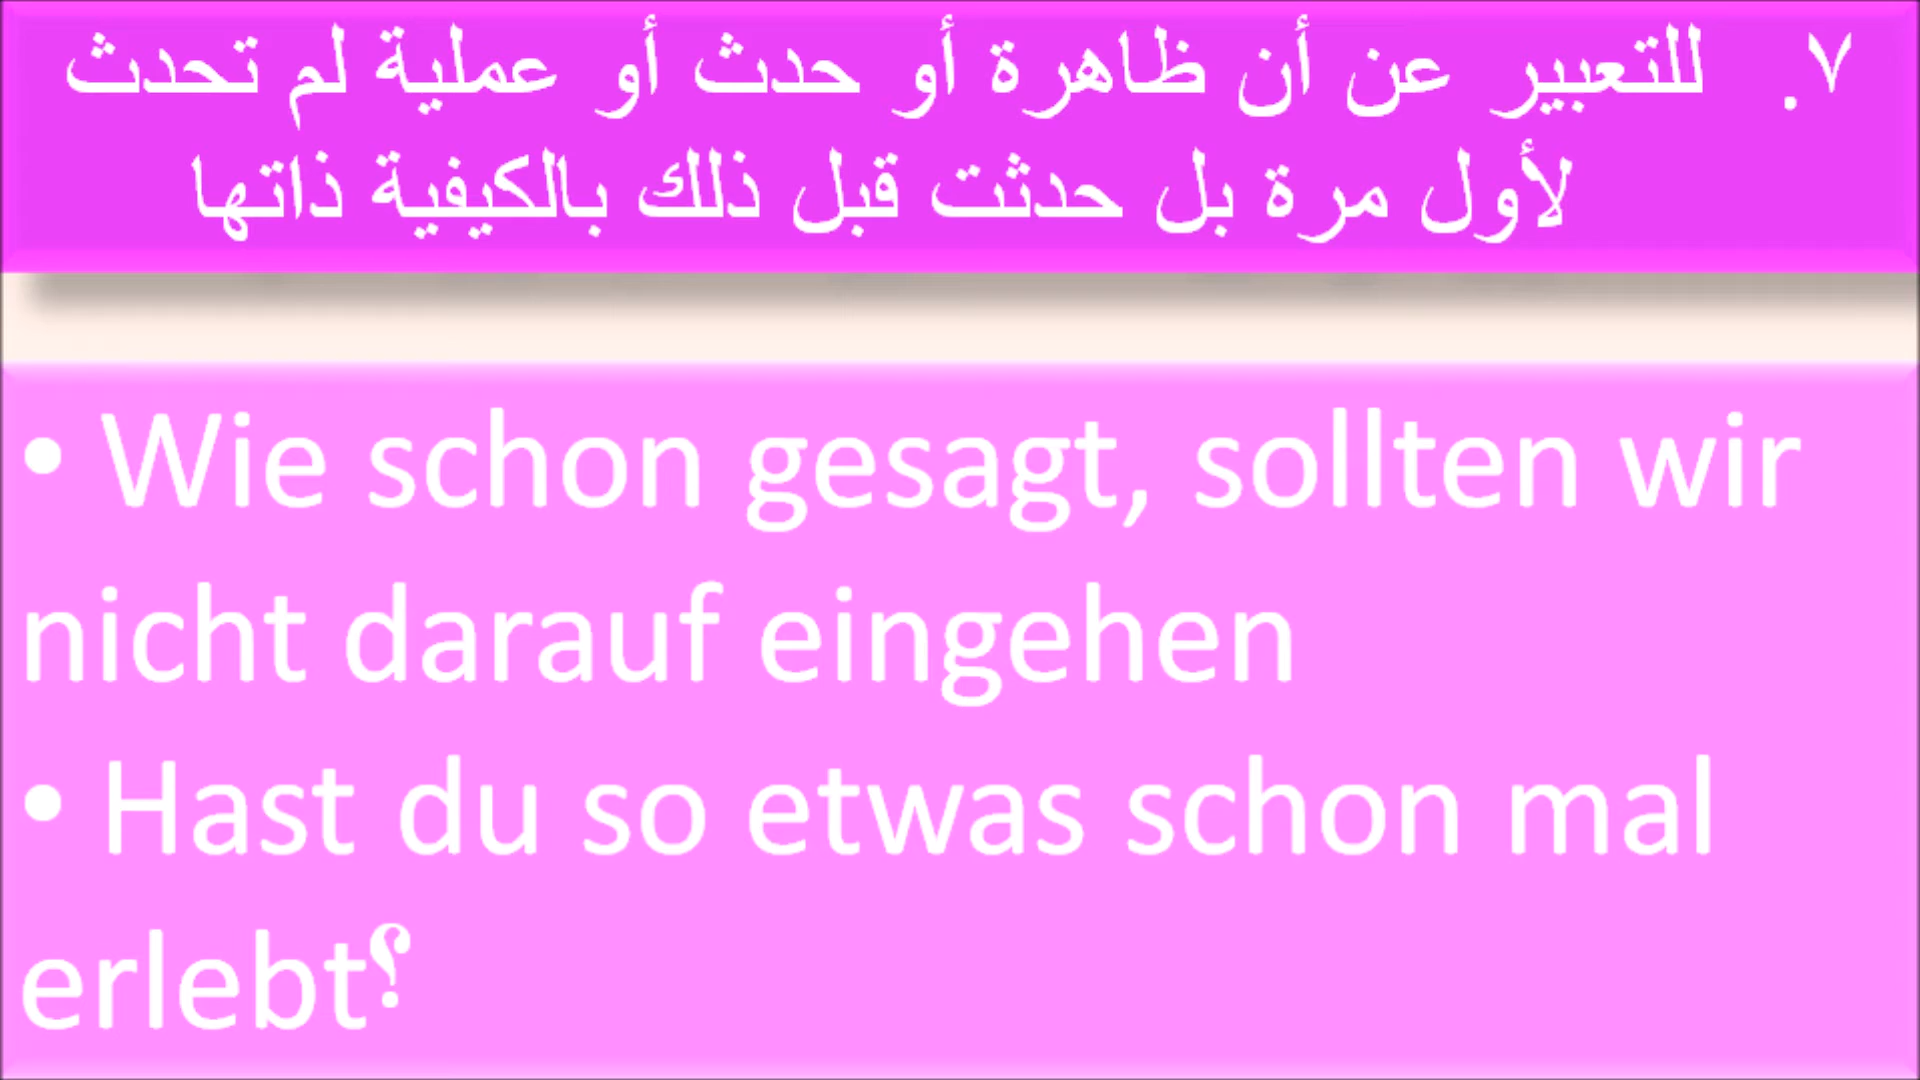 ٧. للتعبير عن أن ظاهرة أو حدث أو عملية لم تحدث
لأول مرة بل حدثت قبل ذلك بالكيفية ذاتها
• Wie schon gesagt, sollten wir
nicht darauf eingehen
• Hast du so etwas schon mal
erlebt؟